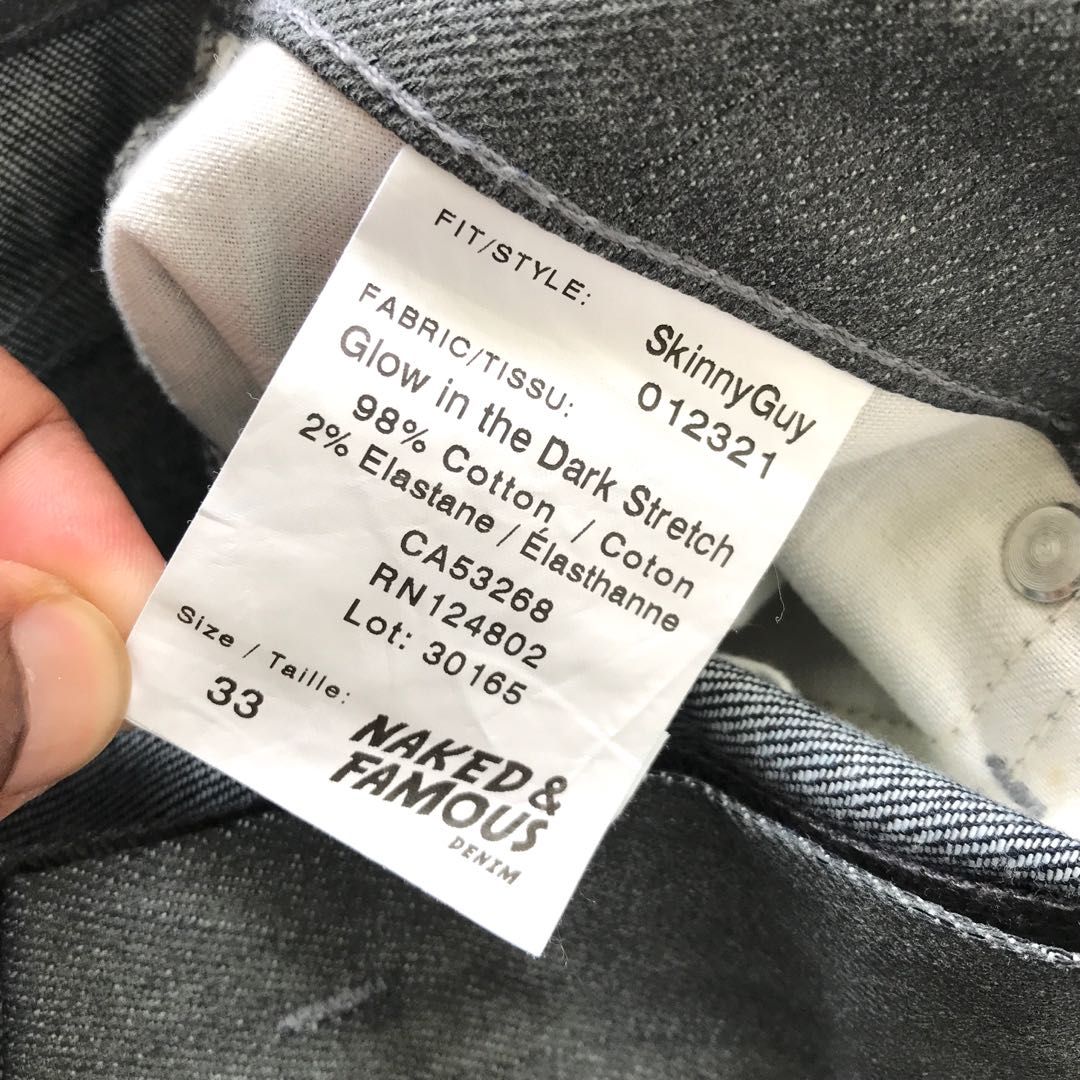 FIT/STYLE:
SkinnyGuy
012321
FABRIC/TISSU:
Glow in the Dark Stretch
98% Cotton / Coton
2% Elastane / Élasthanne
CA53268
RN124802
Lot: 30165
Size / Taille:
33
NAKED &
FAMOUS
DENIM